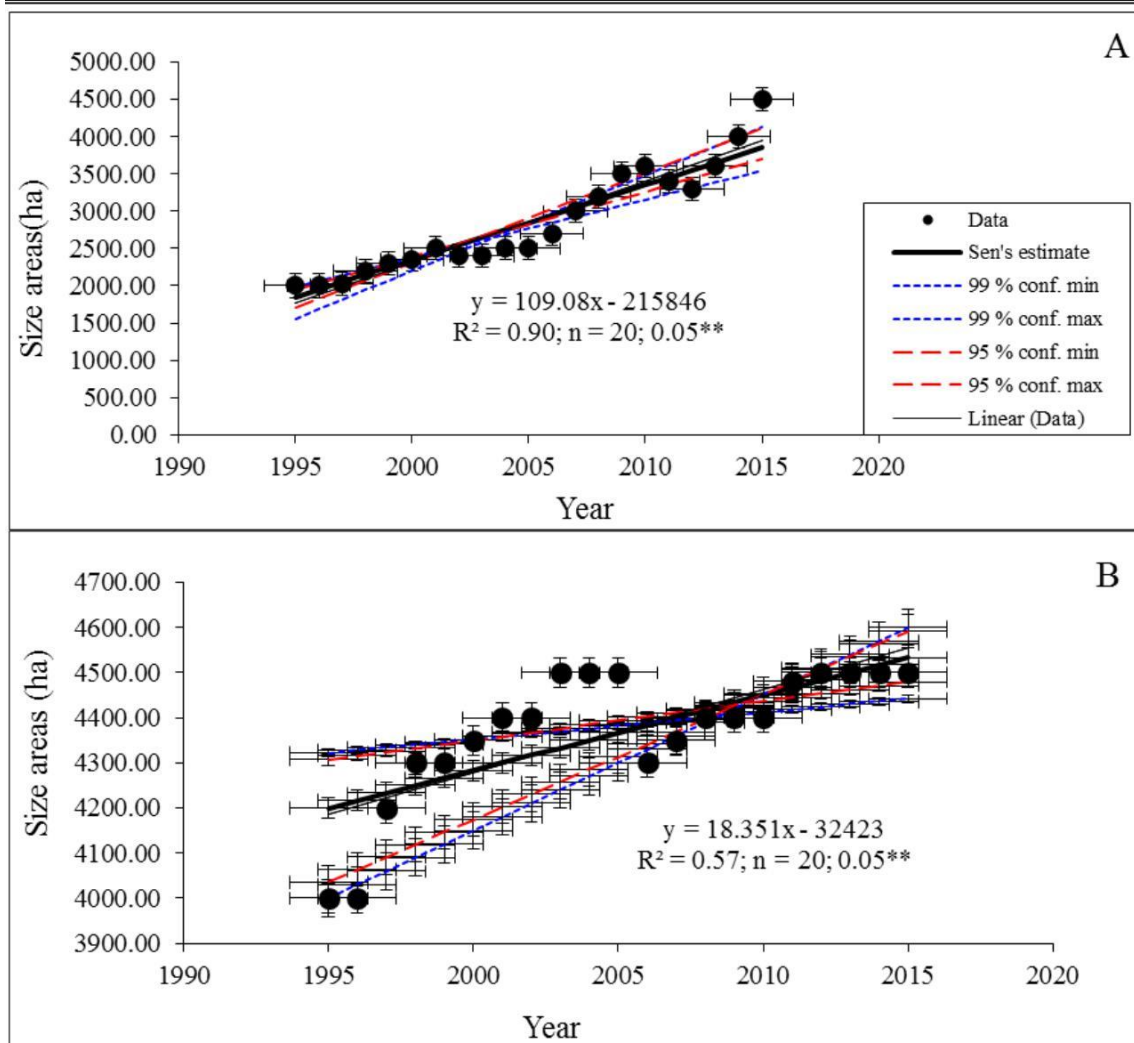 A
5000.00
4500.00
4000.00
3500.00
3000.00
2500.00
2000.00
1500.00
1000.00
500.00
0.00
Size areas(ha)
y = 109.08x - 215846
R² = 0.90; n = 20; 0.05**
Data
Sen's estimate
99 % conf. min
99 % conf. max
95 % conf. min
95 % conf. max
Linear (Data)
1990 1995 2000 2005 2010 2015 2020
Year
B
4700.00
4600.00
4500.00
4400.00
4300.00
4200.00
4100.00
4000.00
3900.00
Size areas (ha)
y = 18.351x - 32423
R² = 0.57; n = 20; 0.05**
1990 1995 2000 2005 2010 2015 2020
Year